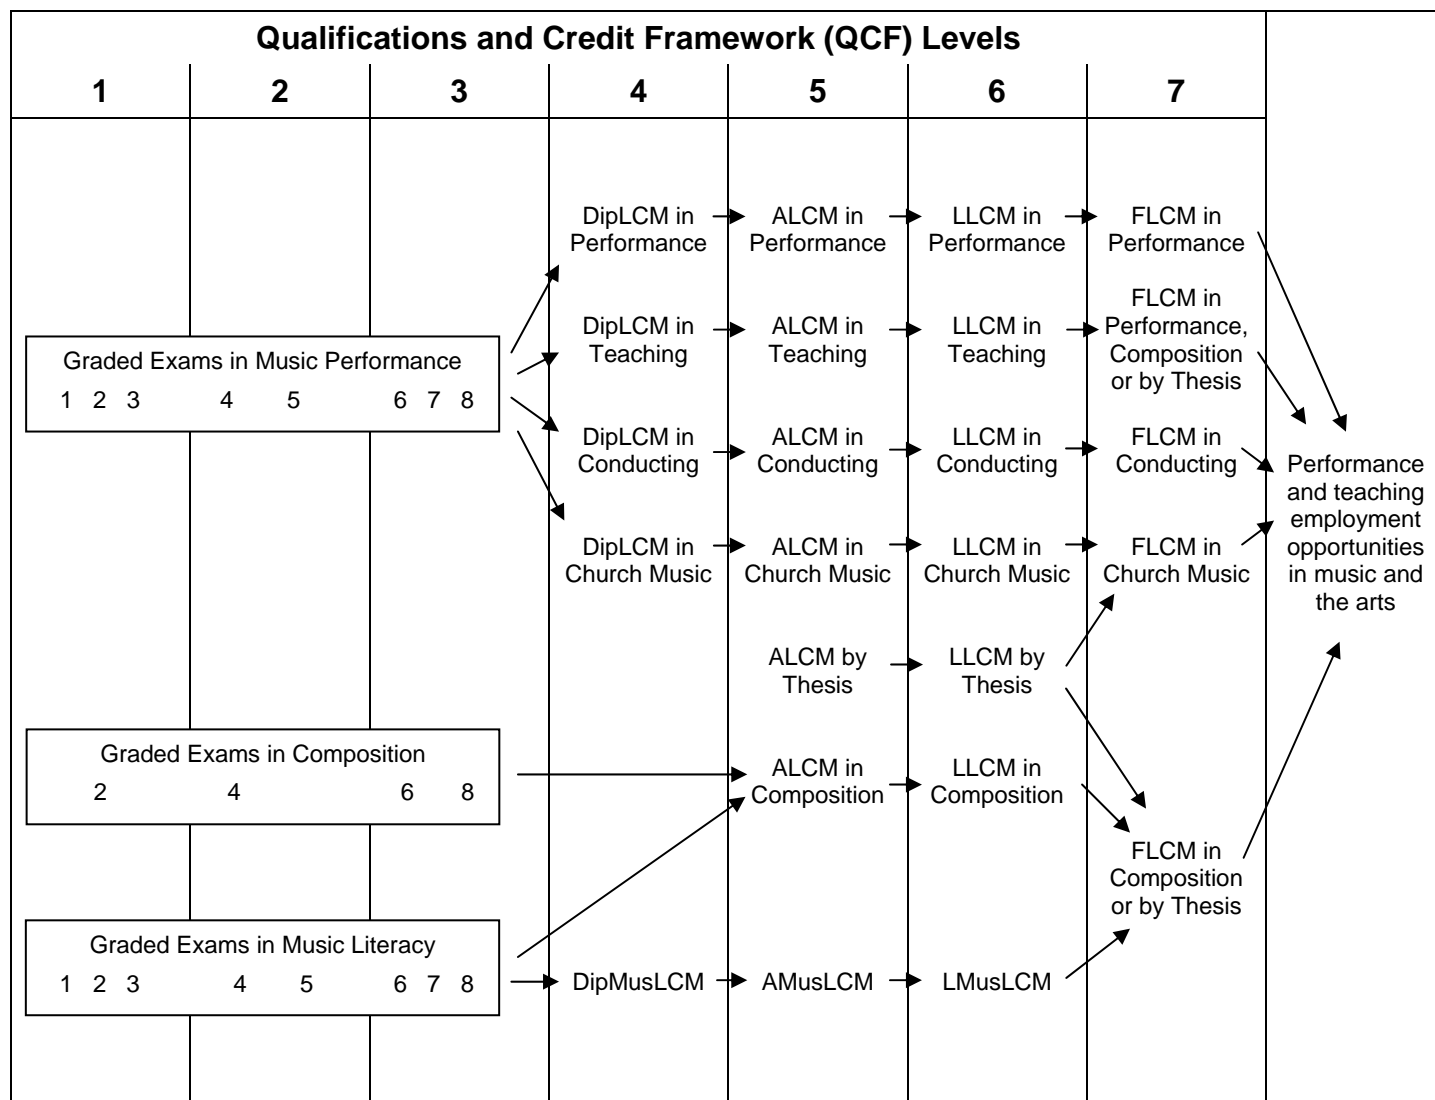 Qualifications and Credit Framework (QCF) Levels
1 2 3 4 5 6 7
DipLCM in
Performance
ALCM in
Performance
LLCM in
Performance
FLCM in
Performance
Graded Exams in Music Performance
1 2 3 4 5 6 7 8
DipLCM in
Teaching
ALCM in
Teaching
LLCM in
Teaching
FLCM in
Performance,
Composition
or by Thesis
DipLCM in
Conducting
ALCM in
Conducting
LLCM in
Conducting
FLCM in
Conducting
Performance
and teaching
employment
opportunities
in music and
the arts
DipLCM in
Church Music
ALCM in
Church Music
LLCM in
Church Music
FLCM in
Church Music
ALCM by
Thesis
LLCM by
Thesis
Graded Exams in Composition
2 4 6 8
ALCM in
Composition
LLCM in
Composition
FLCM in
Composition
or by Thesis
Graded Exams in Music Literacy
1 2 3 4 5 6 7 8
DipMusLCM
AMusLCM
LMusLCM